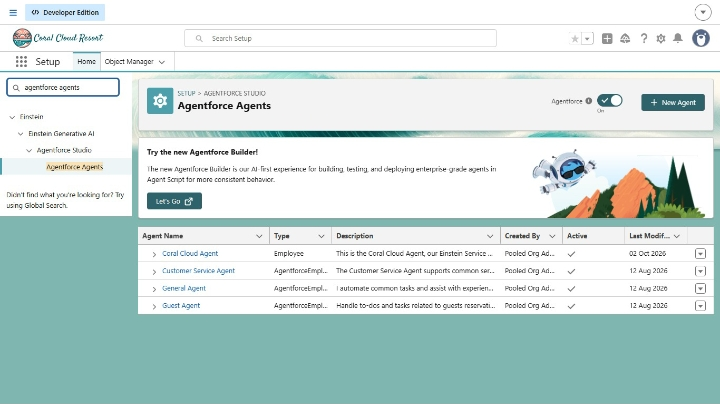 Developer Edition
Coral Cloud Resort
Search Setup
Setup
Home
Object Manager
agentforce agents
Einstein
Einstein Generative AI
Agentforce Studio
Agentforce Agents
Didn't find what you're looking for? Try
using Global Search.
SETUP > AGENTFORCE STUDIO
Agentforce Agents
Agentforce
On
New Agent
Try the new Agentforce Builder!
The new Agentforce Builder is our AI-first experience for building, testing, and deploying enterprise-grade agents in
Agent Script for more consistent behavior.
Let's Go
Agent Name Type Description Created By Active Last Modif...
Coral Cloud Agent Employee This is the Coral Cloud Agent, our Einstein Service ... Pooled Org Ad... 02 Oct 2026
Customer Service Agent AgentforceEmpl... The Customer Service Agent supports common ser... Pooled Org Ad... 12 Aug 2026
General Agent AgentforceEmpl... I automate common tasks and assist with experien... Pooled Org Ad... 12 Aug 2026
Guest Agent AgentforceEmpl... Handle to-dos and tasks related to guests reservati... Pooled Org Ad... 12 Aug 2026